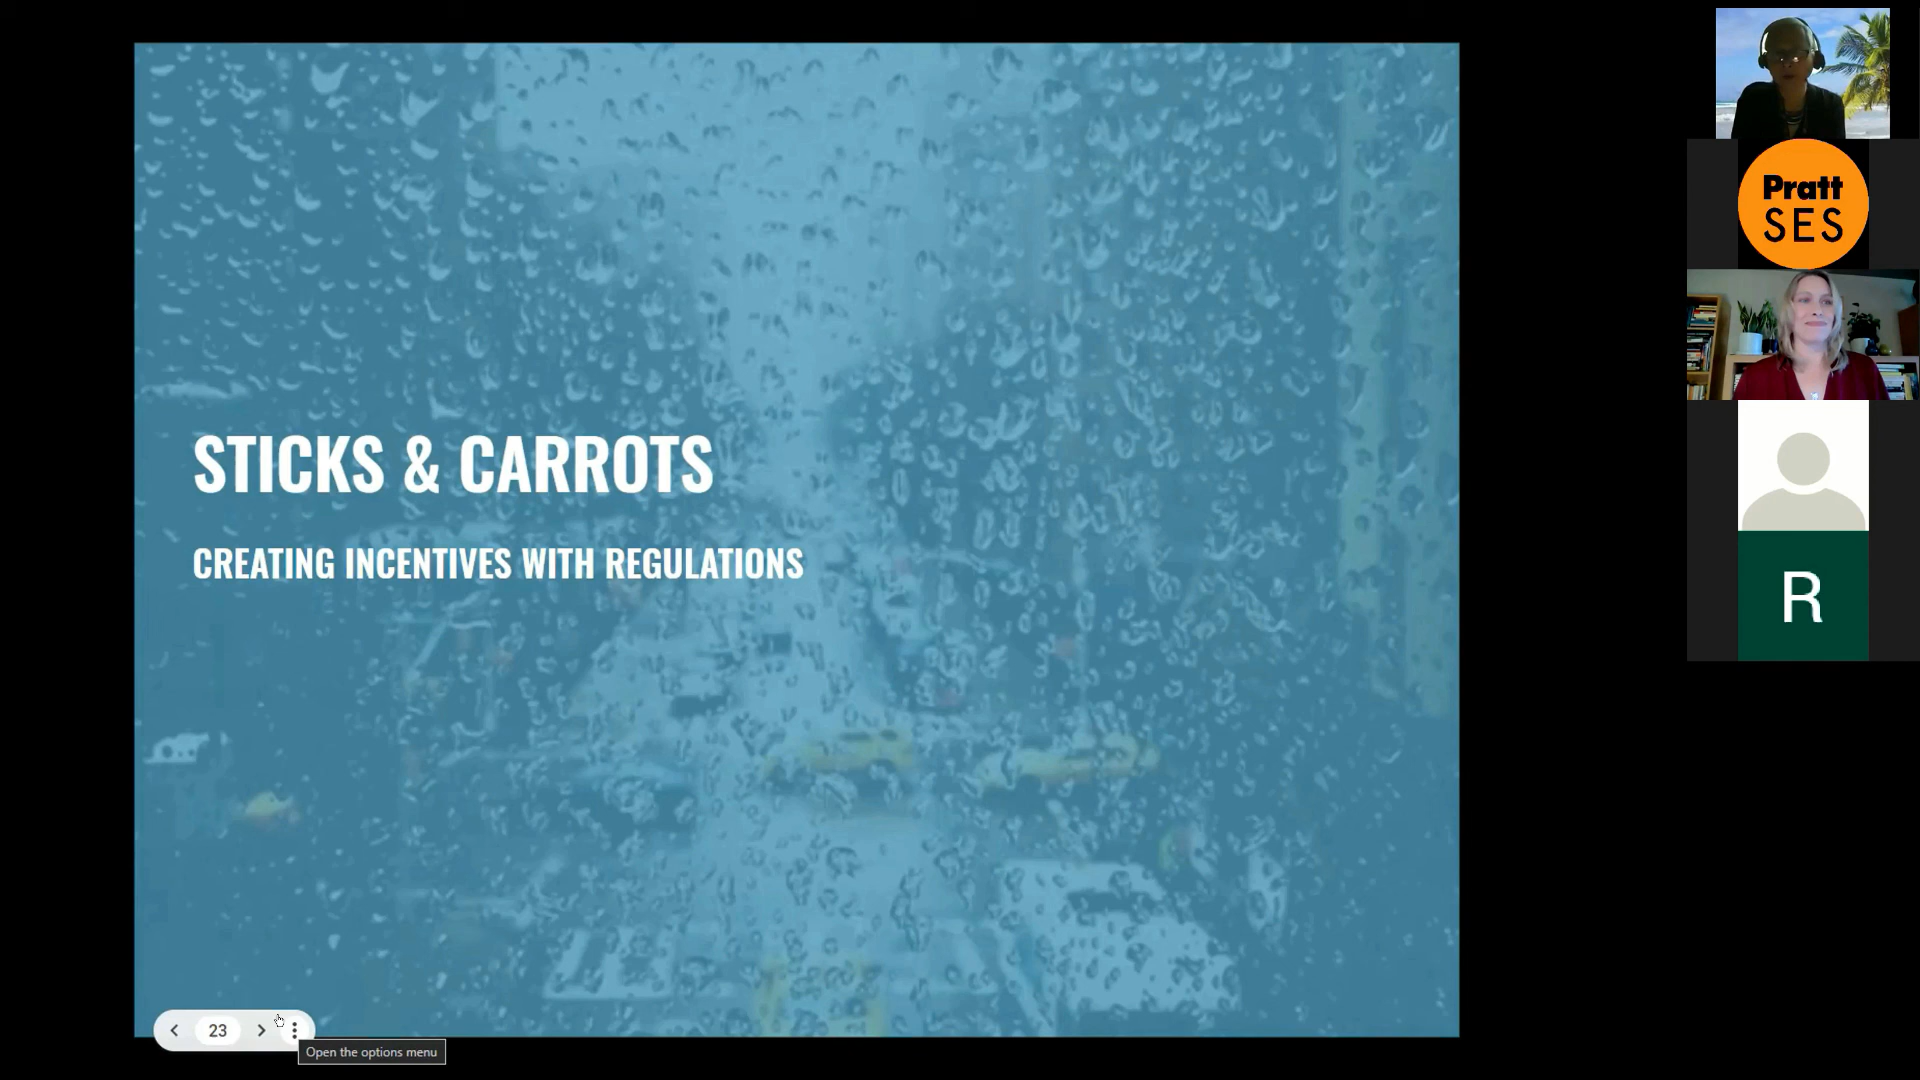 STICKS & CARROTS
CREATING INCENTIVES WITH REGULATIONS
23
Open the options menu
Pratt
SES
R